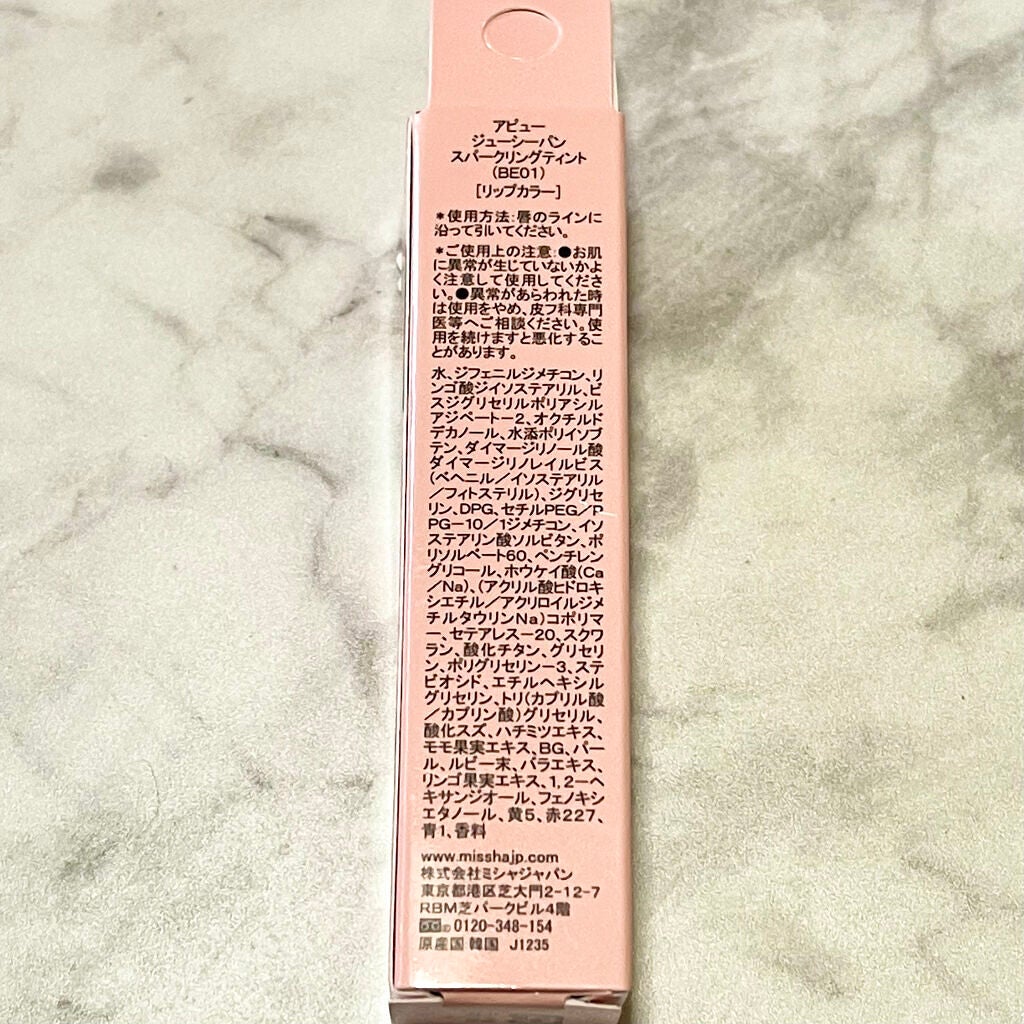 アピュー
ジューシーパン
スパークリングティント
(BE01)
[リップカラー]
＊使用方法:唇のラインに
沿って引いてください。
＊ご使用上の注意:●お肌
に異常が生じていないかよ
く注意して使用してくださ
い。●異常があらわれた時
は使用をやめ、皮フ科専門
医等へご相談ください。使
用を続けますと悪化するこ
とがあります。
水、ジフェニルジメチコン、リ
ンゴ酸ジイソステアリル、ビ
スジグリセリルポリアシル
アジペート－2、オクチルド
デカノール、水添ポリイソブ
テン、ダイマージリノール酸
ダイマージリノレイルビス
(ベヘニル／イソステアリル
／フィトステリル)、ジグリセ
リン、DPG、セチルPEG／P
PG－10／1ジメチコン、イソ
ステアリン酸ソルビタン、ポ
リソルベート60、ペンチレン
グリコール、ホウケイ酸(Ca
／Na)、(アクリル酸ヒドロキ
シエチル／アクリロイルジメ
チルタウリンNa)コポリマ
ー、セテアレス－20、スクワ
ラン、酸化チタン、グリセリ
ン、ポリグリセリン－3、ステ
ビオシド、エチルヘキシル
グリセリン、トリ(カプリル酸
／カプリン酸)グリセリル、
酸化スズ、ハチミツエキス、
モモ果実エキス、BG、パー
ル、ルビー末、バラエキス、
リンゴ果実エキス、1,2－ヘ
キサンジオール、フェノキシ
エタノール、黄5、赤227、
青1、香料
www.misshajp.com
株式会社ミシャジャパン
東京都港区芝大門2-12-7
RBM芝パークビル4階
0120-348-154
原産国 韓国 J1235